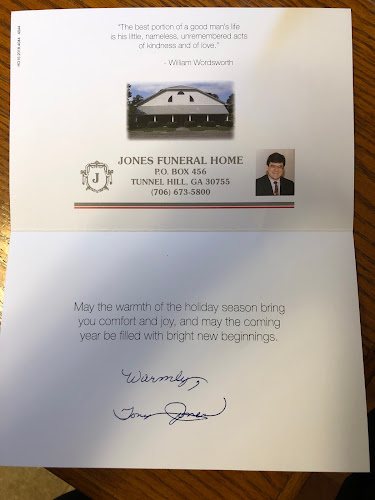 "The best portion of a good man's life
is his little, nameless, unremembered acts
of kindness and of love."
- William Wordsworth
J
JONES FUNERAL HOME
P.O. BOX 456
TUNNEL HILL, GA 30755
(706) 673-5800
May the warmth of the holiday season bring
you comfort and joy, and may the coming
year be filled with bright new beginnings.
Warmly,
Tony Jones